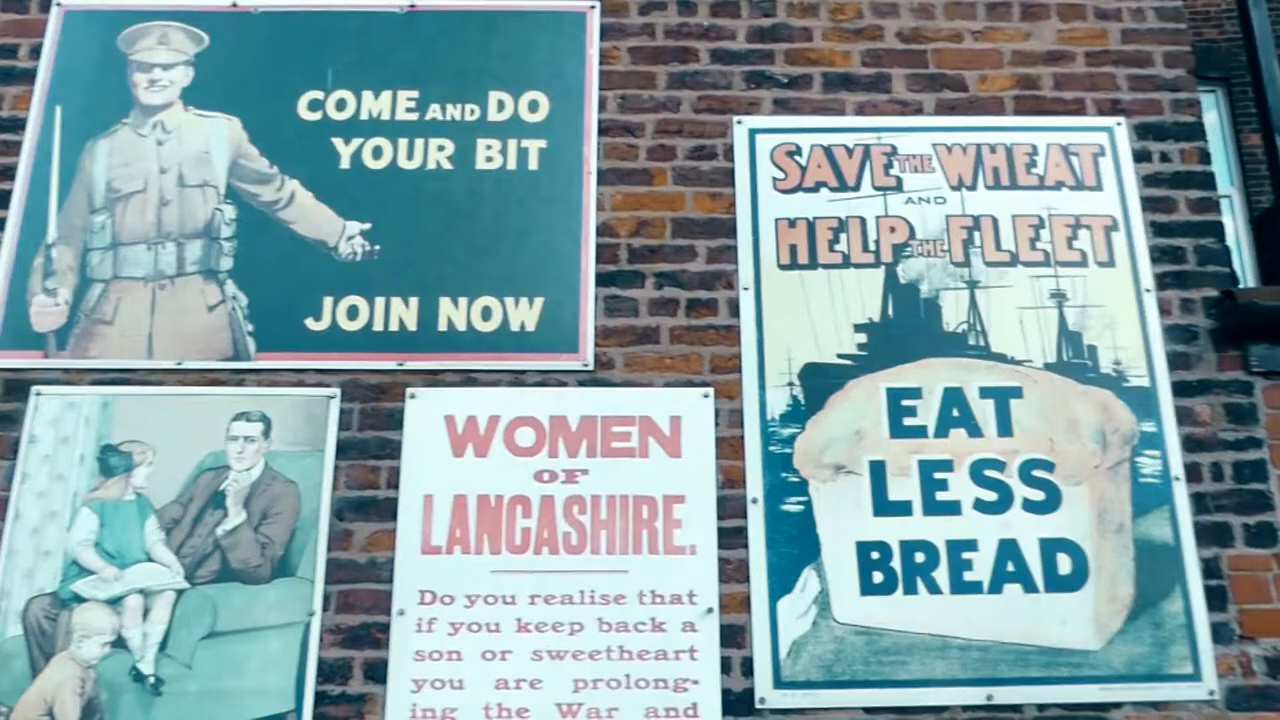 COME AND DO
YOUR BIT
JOIN NOW
SAVE THE WHEAT
AND
HELP THE FLEET
EAT
LESS
BREAD
WOMEN
OF
LANCASHIRE.
Do you realise that
if you keep back a
son or sweetheart
you are prolong-
ing the War and